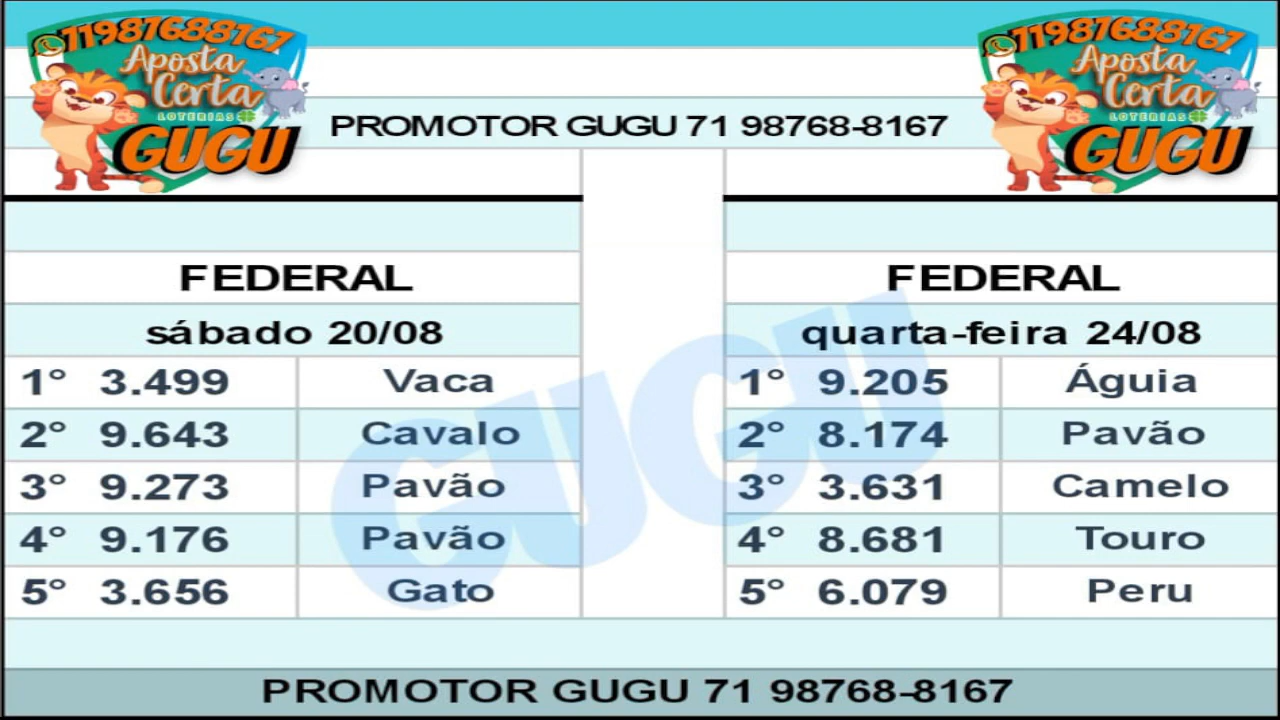 71987688167
Aposta
Certa
LOTERIAS
GUGU
71987688167
Aposta
Certa
LOTERIAS
GUGU
PROMOTOR GUGU 71 98768-8167
FEDERAL
sábado 20/08
1° 3.499 Vaca
2° 9.643 Cavalo
3° 9.273 Pavão
4° 9.176 Pavão
5° 3.656 Gato
FEDERAL
quarta-feira 24/08
1° 9.205 Águia
2° 8.174 Pavão
3° 3.631 Camelo
4° 8.681 Touro
5° 6.079 Peru
GUGU
PROMOTOR GUGU 71 98768-8167